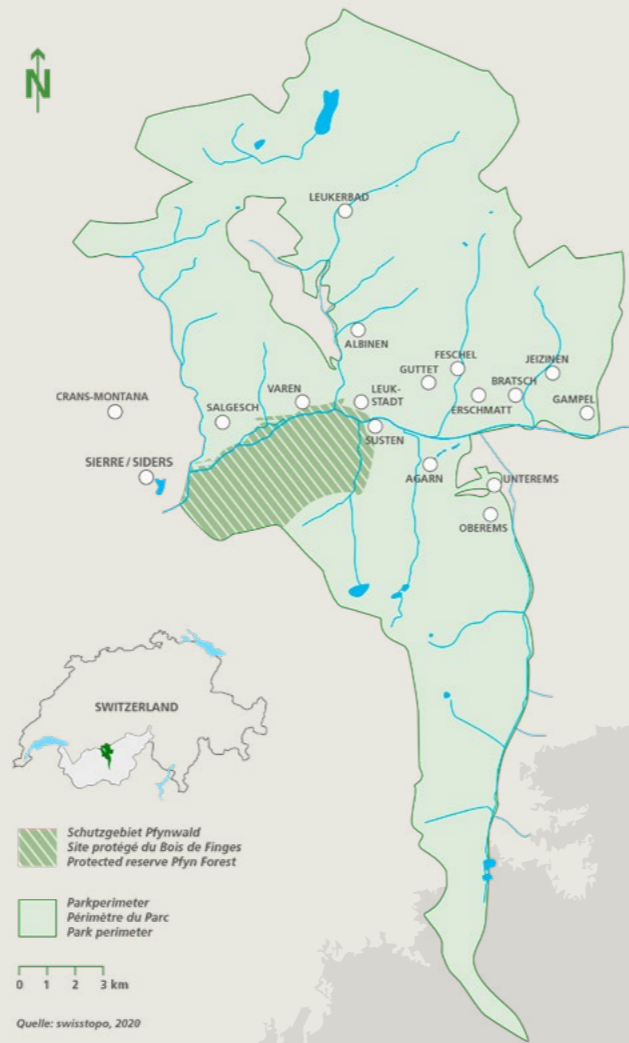 N
LEUKERBAD
ALBINEN
FESCHEL
GUTTET
JEIZINEN
BRATSCH
ERSCHMATT
GAMPEL
CRANS-MONTANA
VAREN
LEUK-
STADT
SALGESCH
SUSTEN
SIERRE/SIDERS
AGARN
UNTEREMS
OBEREMS
SWITZERLAND
Schutzgebiet Pfynwald
Site protégé du Bois de Finges
Protected reserve Pfyn Forest
Parkperimeter
Périmètre du Parc
Park perimeter
0 1 2 3 km
Quelle: swisstopo, 2020